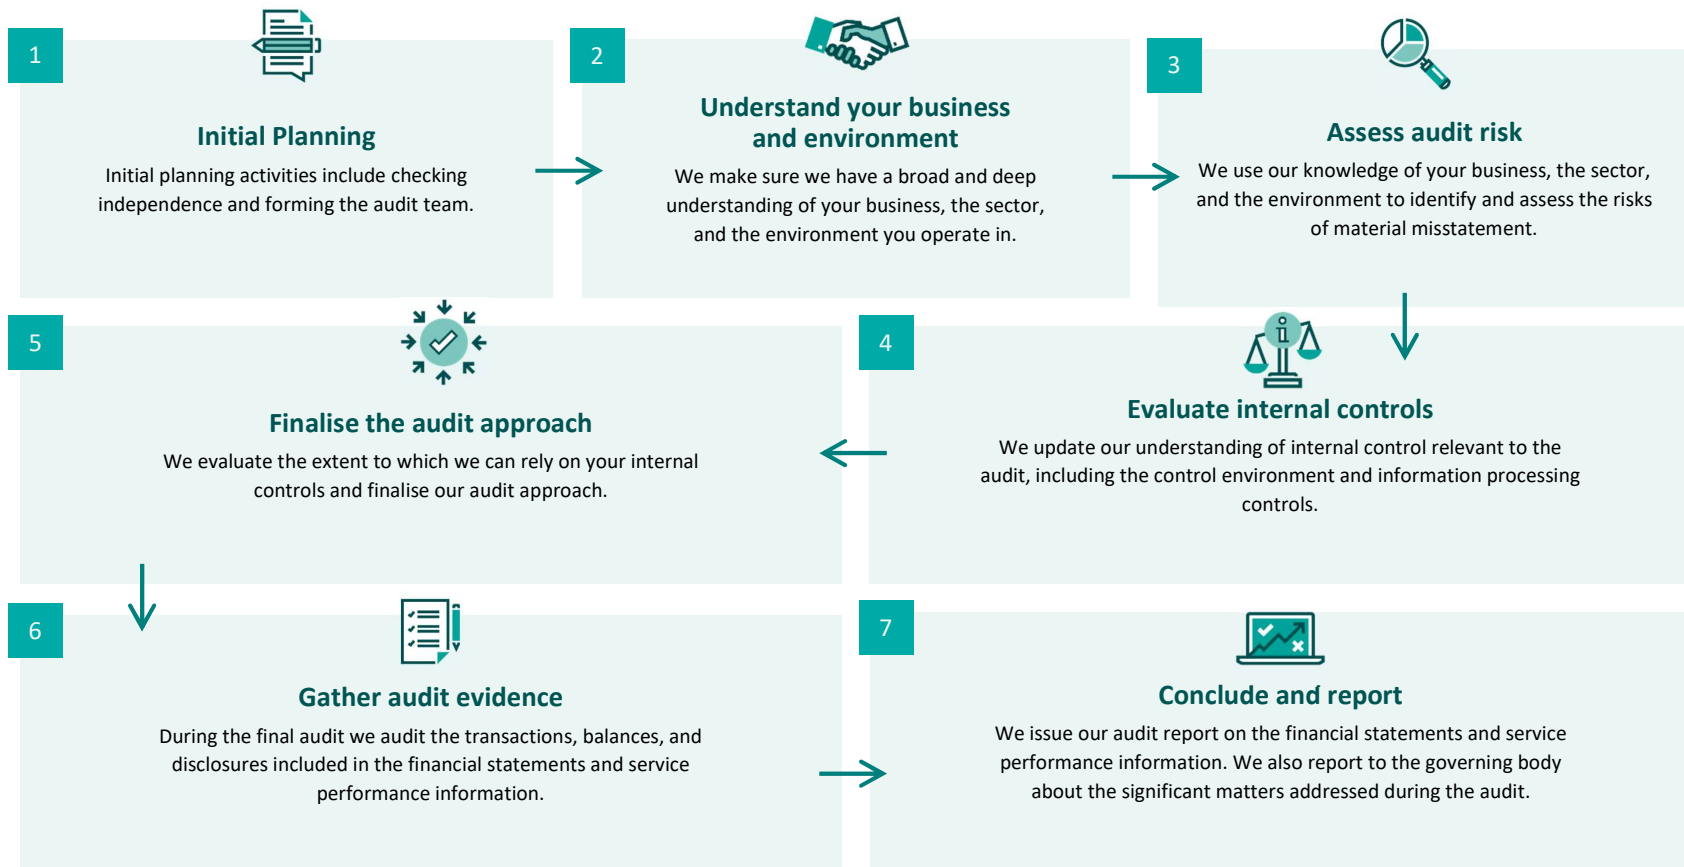 1
Initial Planning
Initial planning activities include checking
independence and forming the audit team.
2
Understand your business
and environment
We make sure we have a broad and deep
understanding of your business, the sector,
and the environment you operate in.
3
Assess audit risk
We use our knowledge of your business, the sector,
and the environment to identify and assess the risks
of material misstatement.
4
i
Evaluate internal controls
We update our understanding of internal control relevant to the
audit, including the control environment and information processing
controls.
5
Finalise the audit approach
We evaluate the extent to which we can rely on your internal
controls and finalise our audit approach.
6
Gather audit evidence
During the final audit we audit the transactions, balances, and
disclosures included in the financial statements and service
performance information.
7
Conclude and report
We issue our audit report on the financial statements and service
performance information. We also report to the governing body
about the significant matters addressed during the audit.